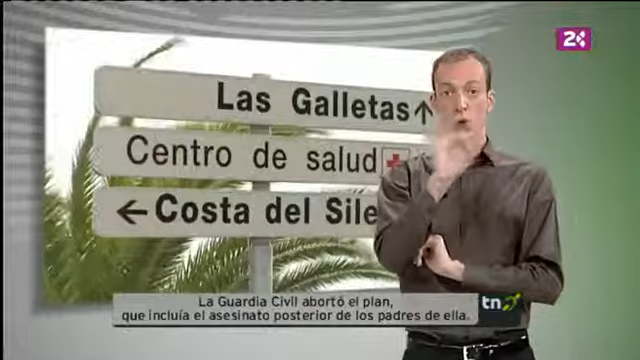 24
Las Galletas ↑
Centro de salud
← Costa del Sile
La Guardia Civil abortó el plan,
que incluía el asesinato posterior de los padres de ella.
tn